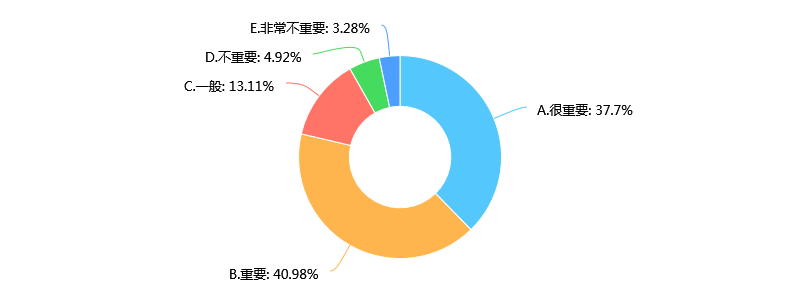 E.非常不重要: 3.28%
D.不重要: 4.92%
C.一般: 13.11%
A.很重要: 37.7%
B.重要: 40.98%